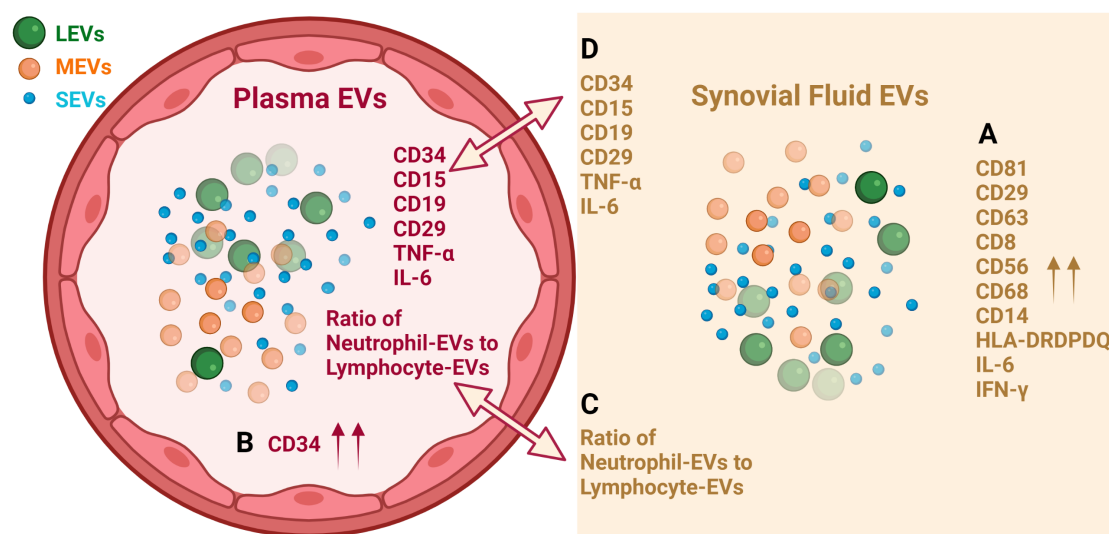 LEVs
MEVs
SEVs
Plasma EVs
CD34
CD15
CD19
CD29
TNF-α
IL-6
Ratio of
Neutrophil-EVs to
Lymphocyte-EVs
B CD34
D
CD34
CD15
CD19
CD29
TNF-α
IL-6
Synovial Fluid EVs
A
CD81
CD29
CD63
CD8
CD56
CD68
CD14
HLA-DRDPDQ
IL-6
IFN-γ
C
Ratio of
Neutrophil-EVs to
Lymphocyte-EVs